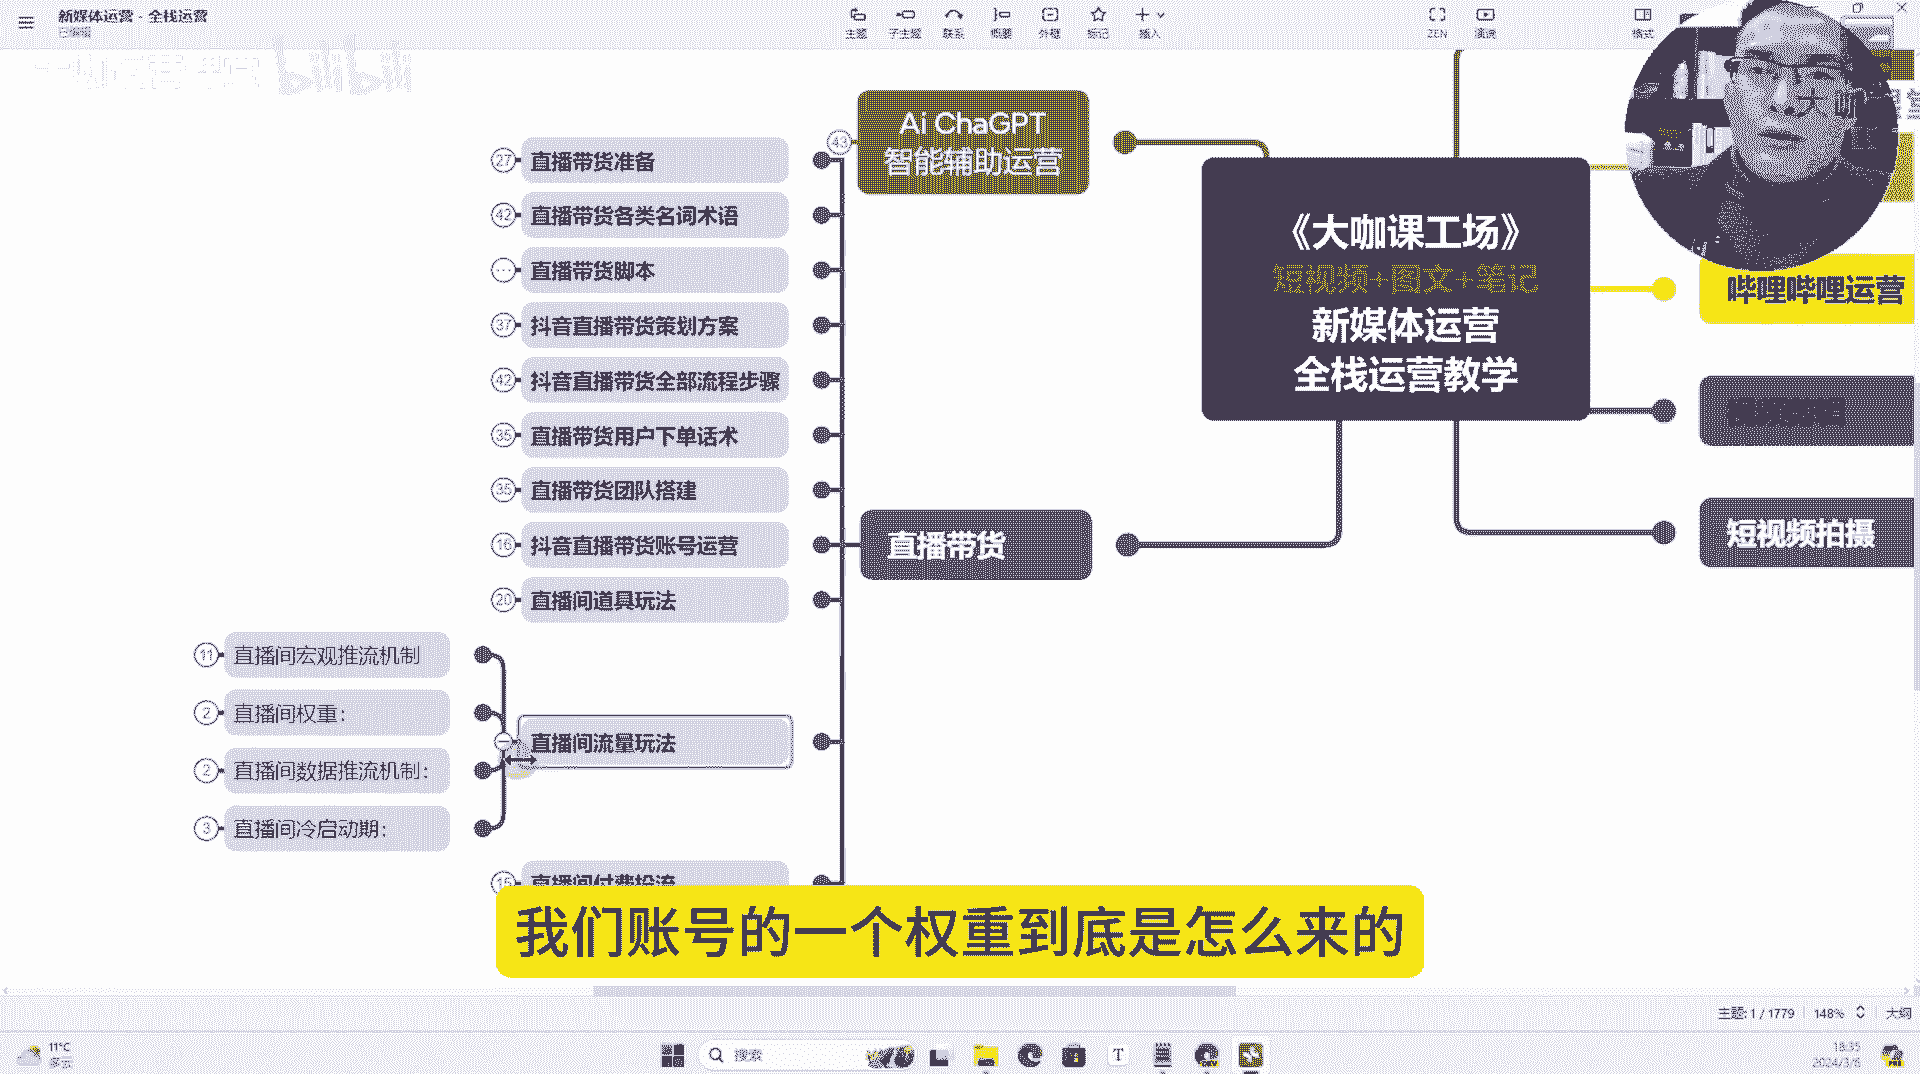 新媒体运营 - 全栈运营
已编辑
主题
子主题
联系
概要
外框
标记
插入
ZEN
演说
格式
bilibili
大咖
Ai ChaGPT
智能辅助运营
43
27
直播带货准备
42
直播带货各类名词术语
直播带货脚本
37
抖音直播带货策划方案
42
抖音直播带货全部流程步骤
35
直播带货用户下单话术
35
直播带货团队搭建
16
抖音直播带货账号运营
20
直播间道具玩法
直播带货
《大咖课工场》
短视频+图文+笔记
新媒体运营
全栈运营教学
哔哩哔哩运营
短视频拍摄
11
直播间宏观推流机制
2
直播间权重：
2
直播间数据推流机制：
3
直播间冷启动期：
直播间流量玩法
15
直播间付费投流
我们账号的一个权重到底是怎么来的
主题: 1 / 1779
148%
大纲
11°C
多云
搜索
18:35
2024/3/6